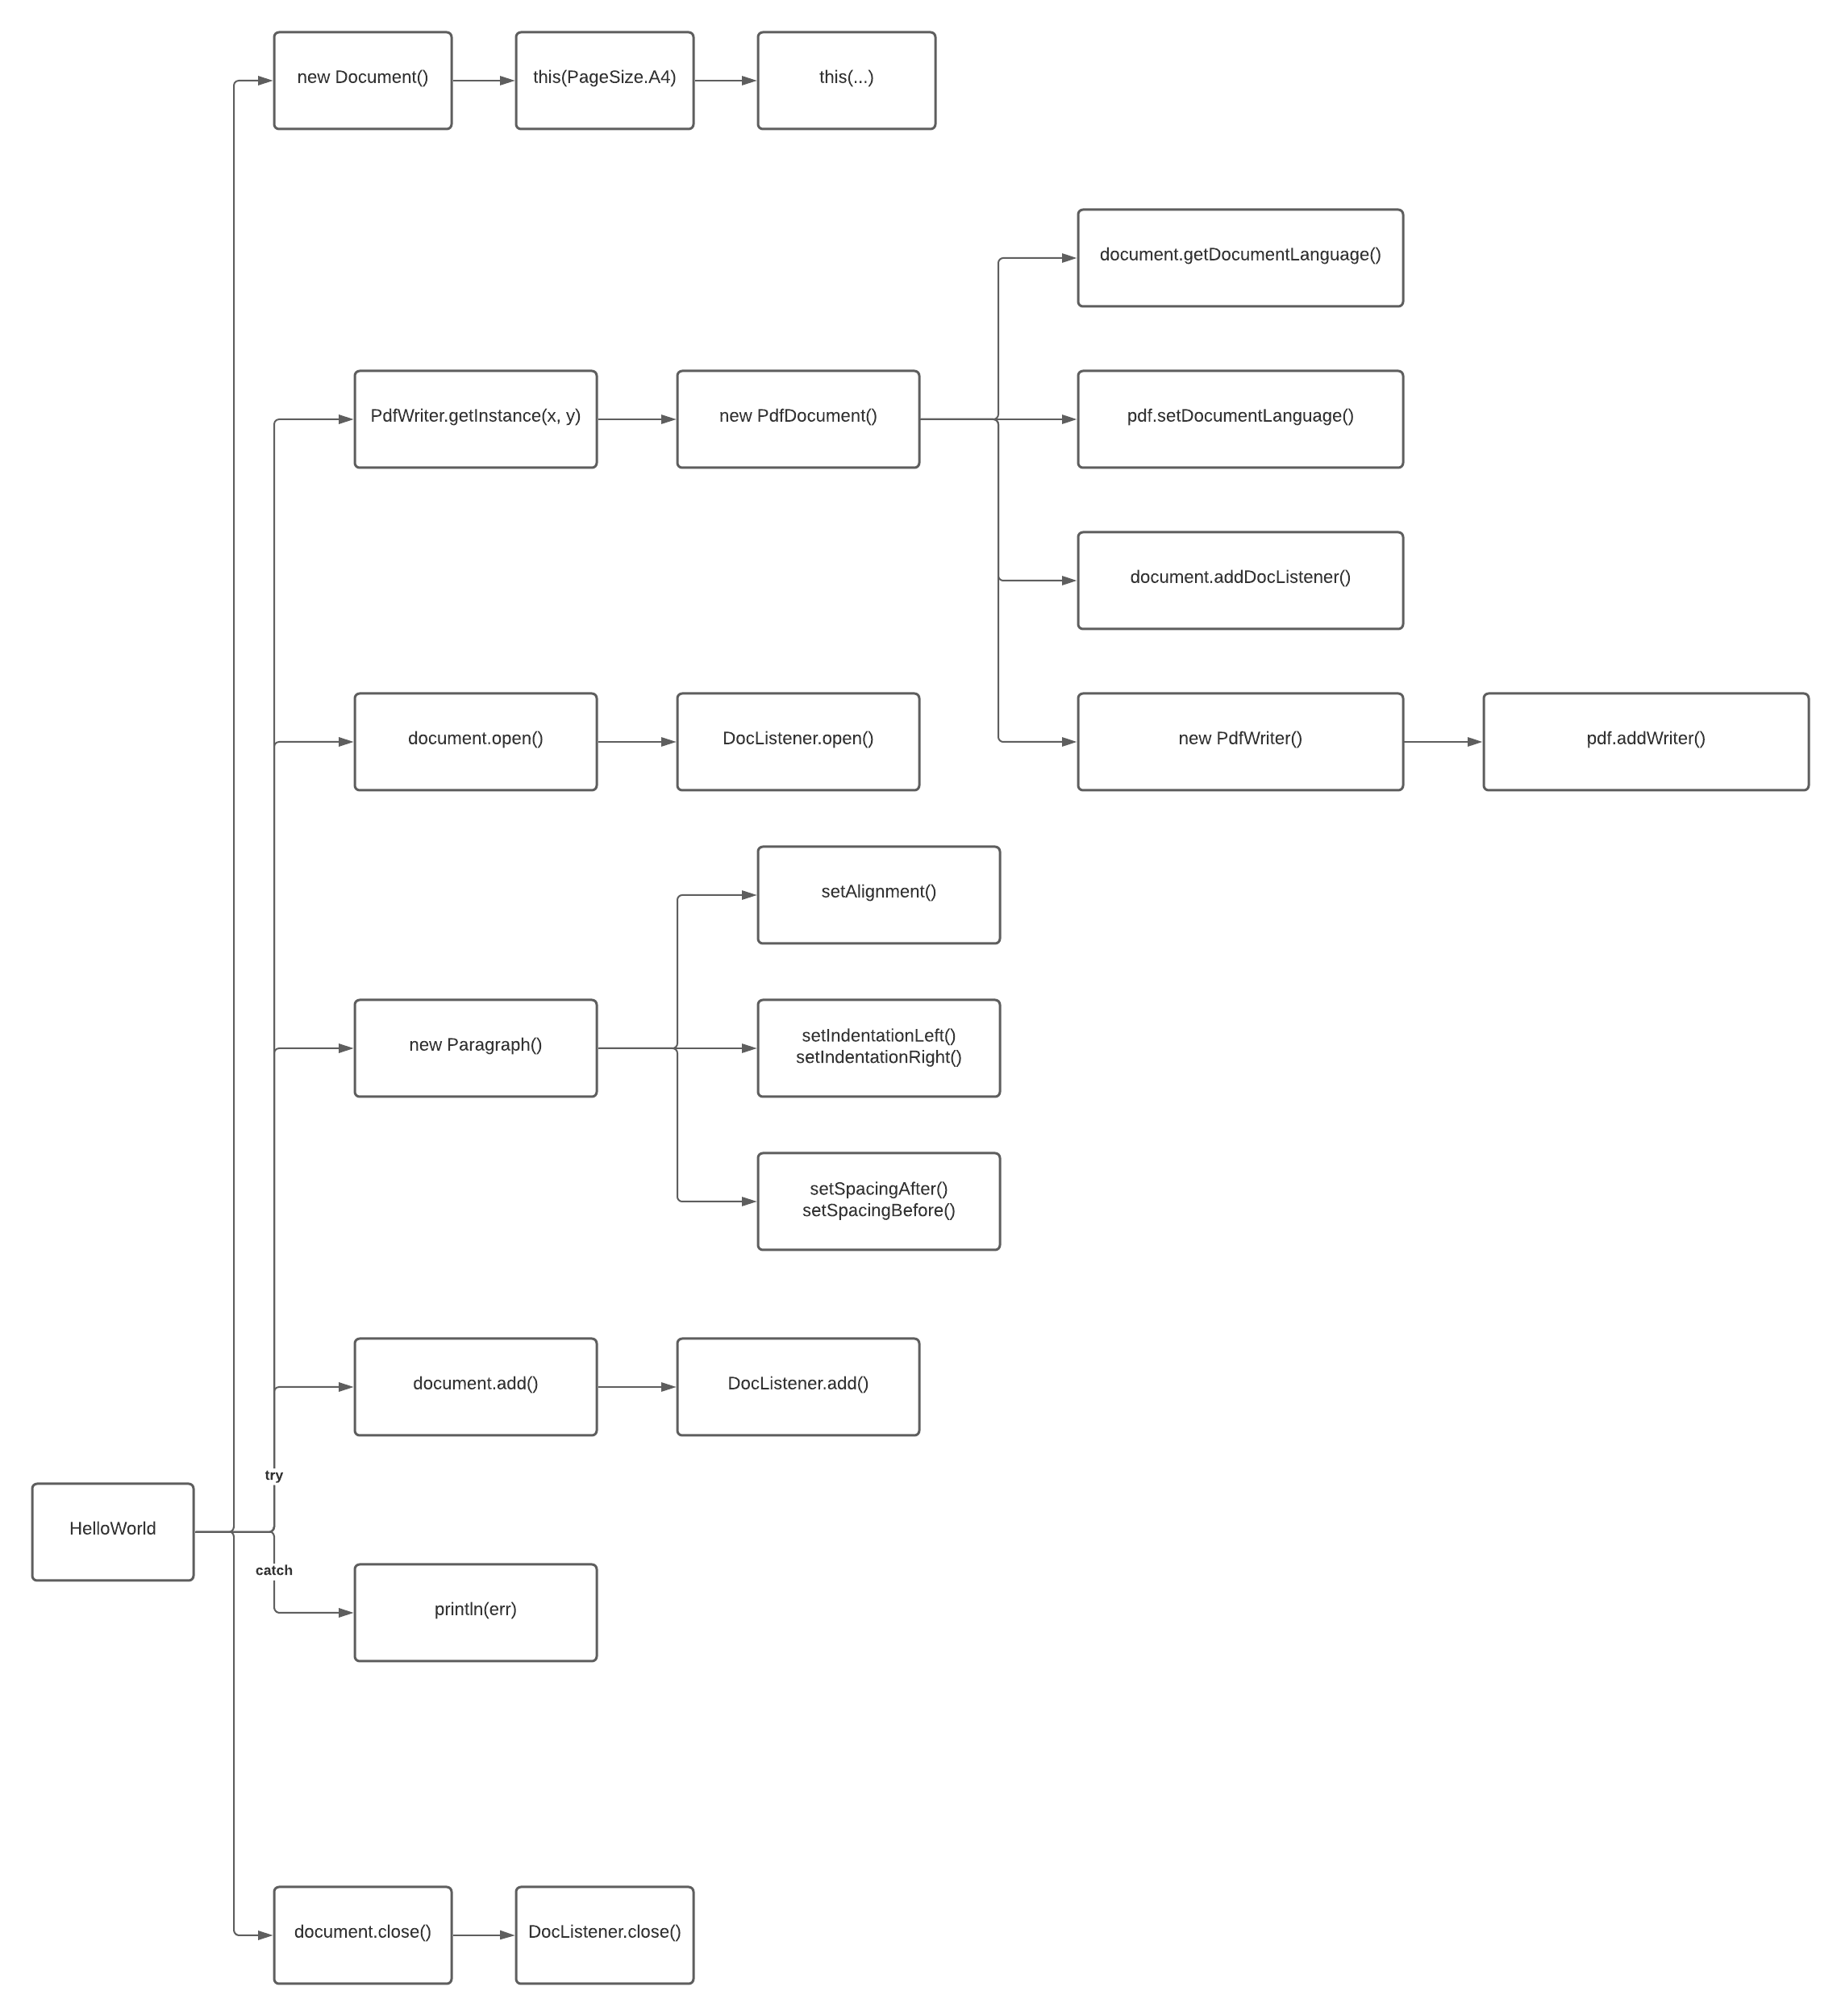 new Document()
this(PageSize.A4)
this(...)
document.getDocumentLanguage()
PdfWriter.getInstance(x, y)
new PdfDocument()
pdf.setDocumentLanguage()
document.addDocListener()
document.open()
DocListener.open()
new PdfWriter()
pdf.addWriter()
setAlignment()
new Paragraph()
setIndentationLeft()
setIndentationRight()
setSpacingAfter()
setSpacingBefore()
document.add()
DocListener.add()
try
HelloWorld
catch
println(err)
document.close()
DocListener.close()